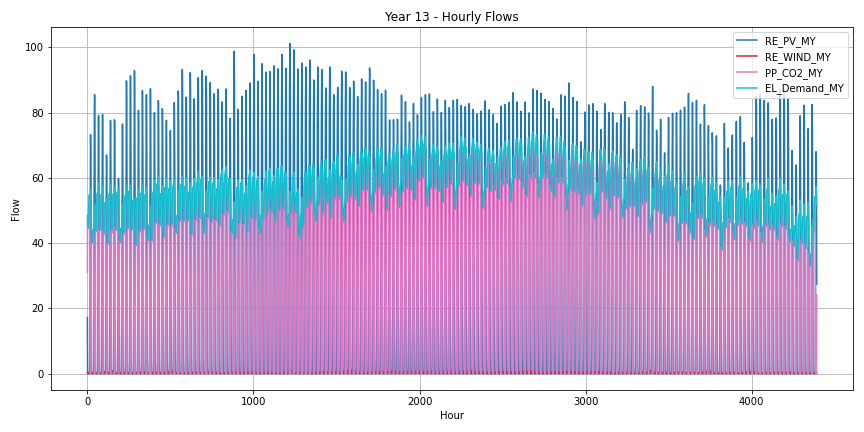 Year 13 - Hourly Flows
RE_PV_MY
RE_WIND_MY
PP_CO2_MY
EL_Demand_MY
100
80
60
40
20
0
Flow
0 1000 2000 3000 4000
Hour